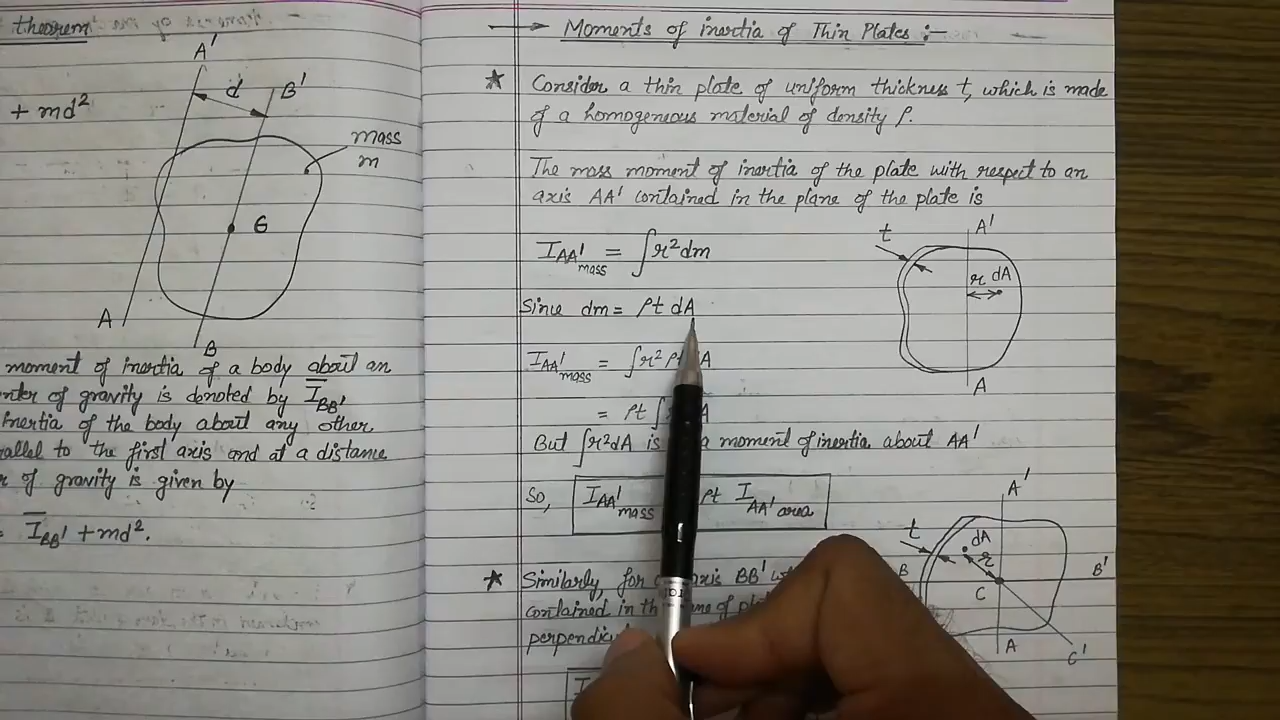 theorem
A'
d
B'
+ md²
mass
m
G
A
B
moment of inertia of a body about an
of gravity is denoted by I̅BB'
inertia of the body about any other
to the first axis and at a distance
of gravity is given by
I̅BB' + md².
→ Moments of inertia of Thin Plates :-
★ Consider a thin plate of uniform thickness t, which is made
of a homogeneous material of density ρ.
The mass moment of inertia of the plate with respect to an
axis AA' contained in the plane of the plate is
IAA' mass = ∫r²dm
Since dm = ρt dA
IAA' mass = ∫r² ρ A
= ρt ∫ A
But ∫r²dA is a moment of inertia about AA'
So, IAA' mass ρt IAA' area
★ Similarly, for axis BB'
contained in the of
I
A'
t
r dA
A
A'
t
dA
r
B
B'
C
A
C'